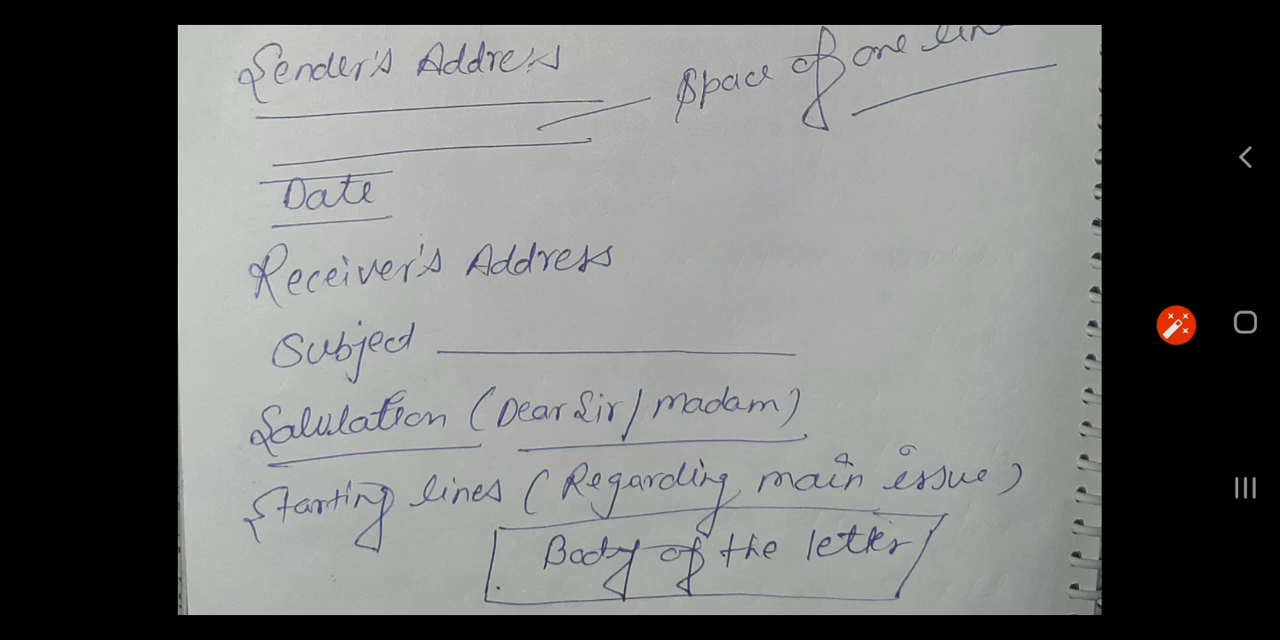 Sender's Address
Space of one line
Date
Receiver's Address
Subject
Salutation (Dear Sir/Madam)
Starting lines (Regarding main issue)
Body of the letter